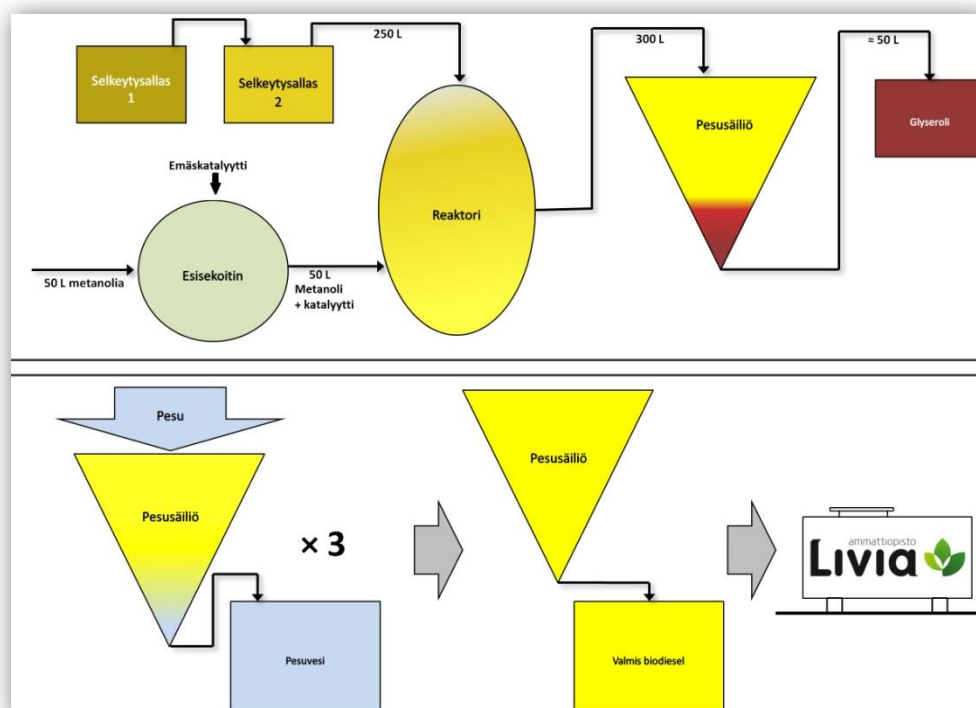 Selkeytysallas
1
Selkeytysallas
2
250 L
300 L
≈ 50 L
Pesusäiliö
Glyseroli
Emäskatalyytti
Reaktori
Esisekoitin
50 L metanolia
50 L
Metanoli
+ katalyytti
Pesu
Pesusäiliö
× 3
Pesuvesi
Pesusäiliö
Valmis biodiesel
ammattiopisto
Livia